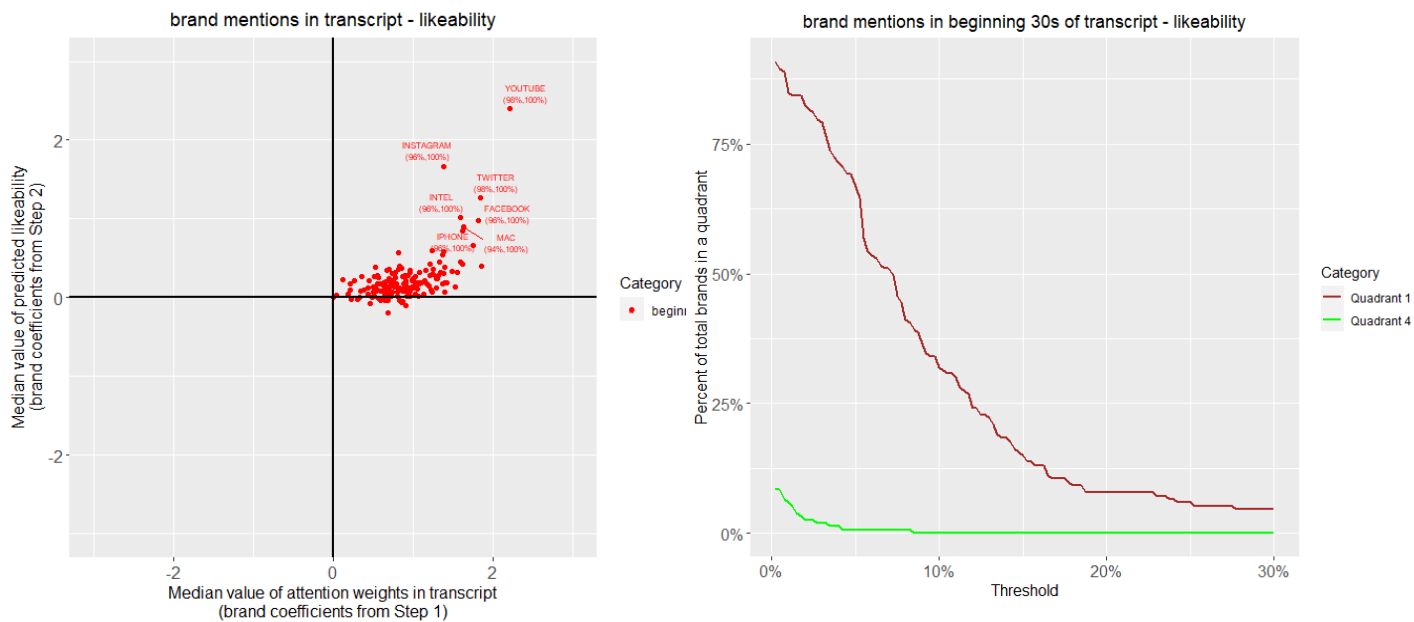 brand mentions in transcript - likeability
YOUTUBE
(98%,100%)
INSTAGRAM
(96%,100%)
TWITTER
(98%,100%)
INTEL
(96%,100%)
FACEBOOK
(96%,100%)
IPHONE
(96%,100%)
MAC
(94%,100%)
2
0
-2
-2
0
2
Median value of predicted likeability
(brand coefficients from Step 2)
Median value of attention weights in transcript
(brand coefficients from Step 1)
Category
begin
brand mentions in beginning 30s of transcript - likeability
75%
50%
25%
0%
0%
10%
20%
30%
Percent of total brands in a quadrant
Threshold
Category
Quadrant 1
Quadrant 4